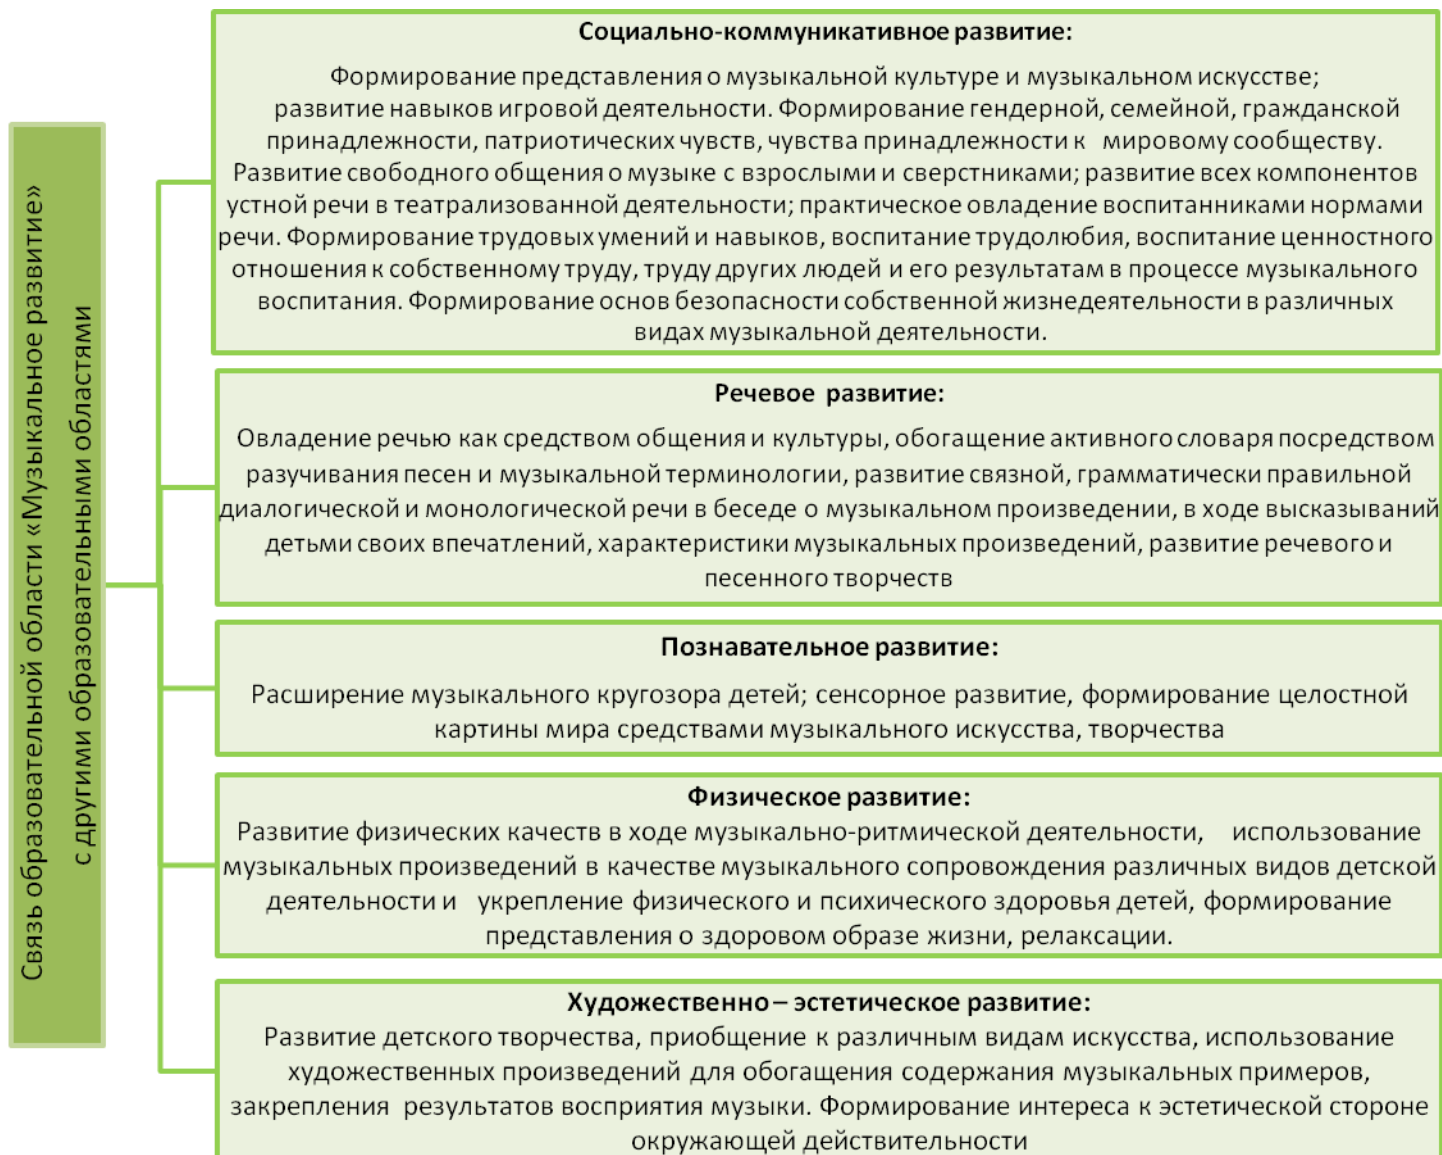 Связь образовательной области «Музыкальное развитие»
с другими образовательными областями
Социально-коммуникативное развитие:
Формирование представления о музыкальной культуре и музыкальном искусстве;
развитие навыков игровой деятельности. Формирование гендерной, семейной, гражданской
принадлежности, патриотических чувств, чувства принадлежности к мировому сообществу.
Развитие свободного общения о музыке с взрослыми и сверстниками; развитие всех компонентов
устной речи в театрализованной деятельности; практическое овладение воспитанниками нормами
речи. Формирование трудовых умений и навыков, воспитание трудолюбия, воспитание ценностного
отношения к собственному труду, труду других людей и его результатам в процессе музыкального
воспитания. Формирование основ безопасности собственной жизнедеятельности в различных
видах музыкальной деятельности.
Речевое развитие:
Овладение речью как средством общения и культуры, обогащение активного словаря посредством
разучивания песен и музыкальной терминологии, развитие связной, грамматически правильной
диалогической и монологической речи в беседе о музыкальном произведении, в ходе высказываний
детьми своих впечатлений, характеристики музыкальных произведений, развитие речевого и
песенного творчеств
Познавательное развитие:
Расширение музыкального кругозора детей; сенсорное развитие, формирование целостной
картины мира средствами музыкального искусства, творчества
Физическое развитие:
Развитие физических качеств в ходе музыкально-ритмической деятельности, использование
музыкальных произведений в качестве музыкального сопровождения различных видов детской
деятельности и укрепление физического и психического здоровья детей, формирование
представления о здоровом образе жизни, релаксации.
Художественно – эстетическое развитие:
Развитие детского творчества, приобщение к различным видам искусства, использование
художественных произведений для обогащения содержания музыкальных примеров,
закрепления результатов восприятия музыки. Формирование интереса к эстетической стороне
окружающей действительности